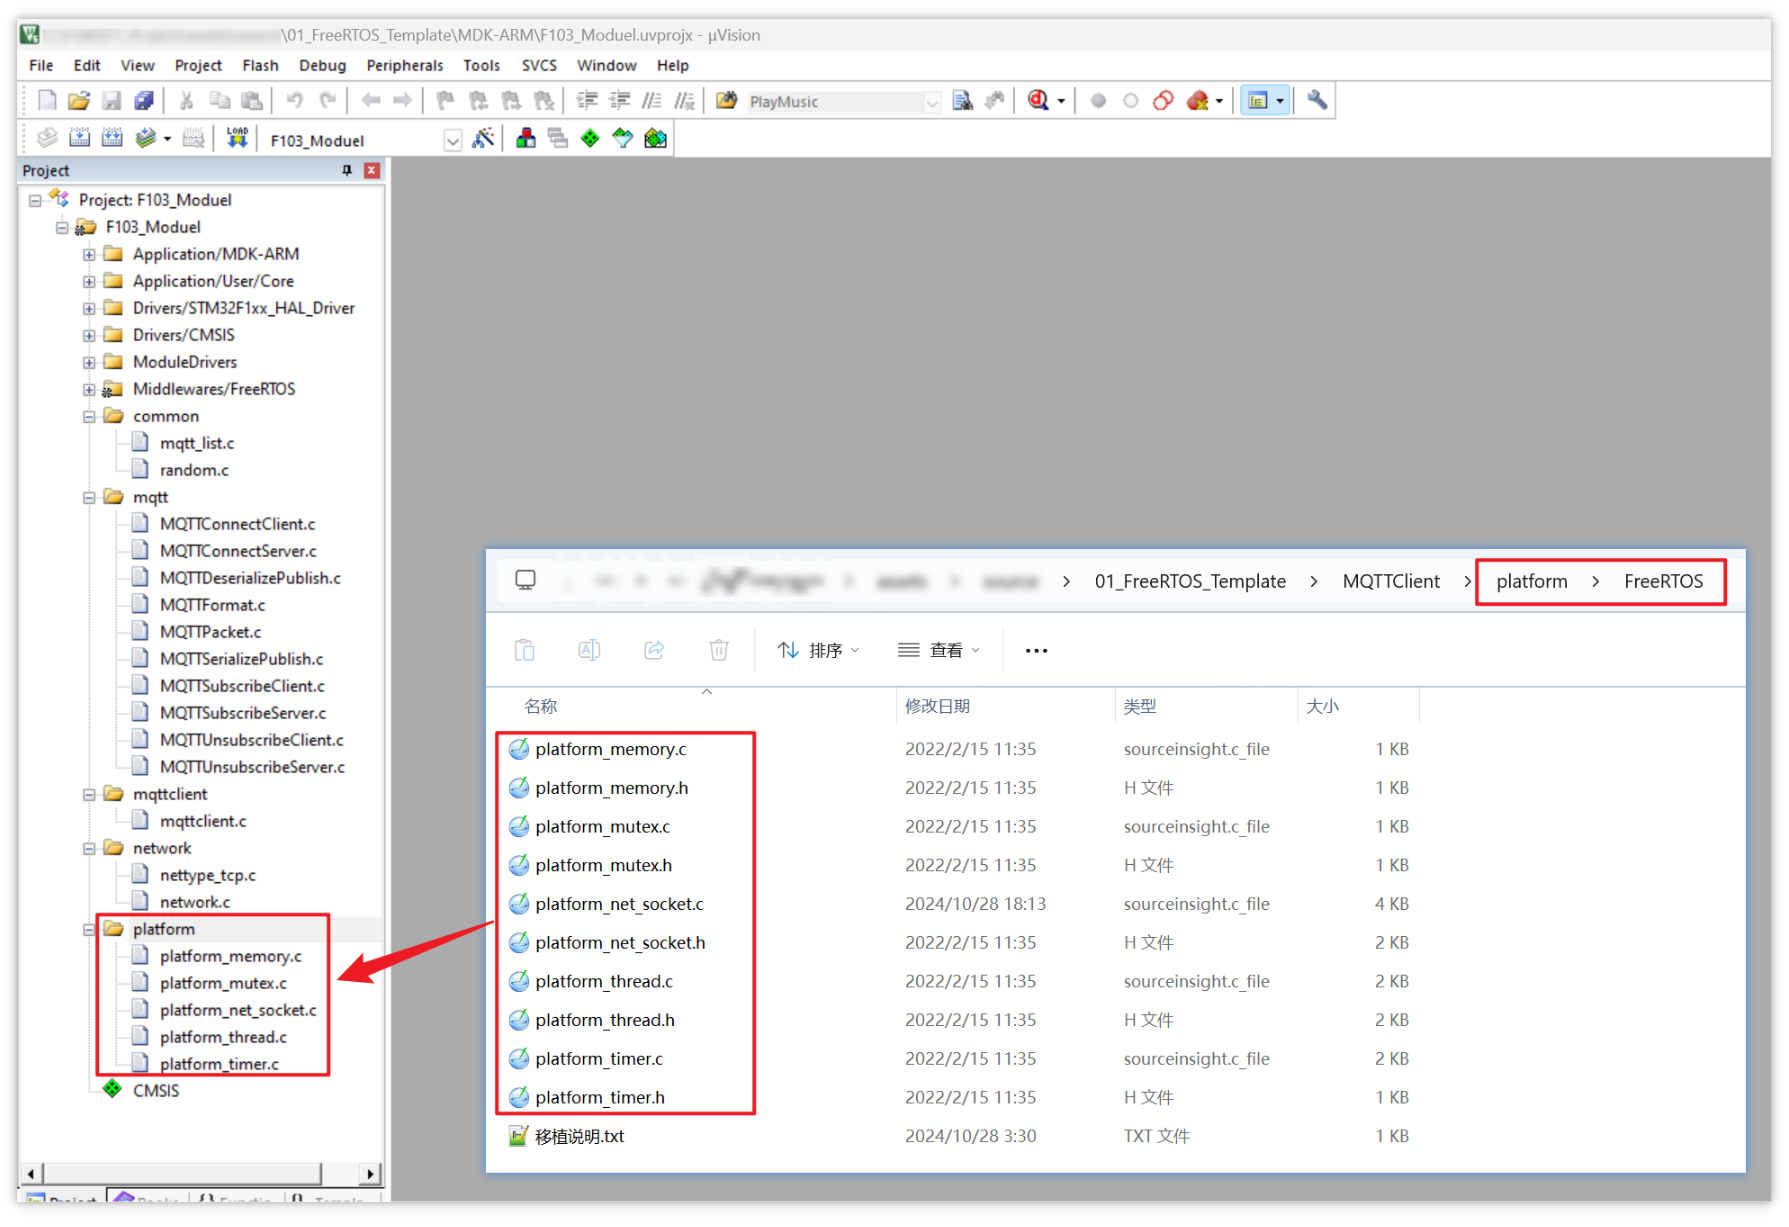 \01_FreeRTOS_Template\MDK-ARM\F103_Moduel.uvprojx - µVision
File Edit View Project Flash Debug Peripherals Tools SVCS Window Help
PlayMusic
LOAD F103_Moduel
Project
Project: F103_Moduel
F103_Moduel
Application/MDK-ARM
Application/User/Core
Drivers/STM32F1xx_HAL_Driver
Drivers/CMSIS
ModuleDrivers
Middlewares/FreeRTOS
common
mqtt_list.c
random.c
mqtt
MQTTConnectClient.c
MQTTConnectServer.c
MQTTDeserializePublish.c
MQTTFormat.c
MQTTPacket.c
MQTTSerializePublish.c
MQTTSubscribeClient.c
MQTTSubscribeServer.c
MQTTUnsubscribeClient.c
MQTTUnsubscribeServer.c
mqttclient
mqttclient.c
network
nettype_tcp.c
network.c
platform
platform_memory.c
platform_mutex.c
platform_net_socket.c
platform_thread.c
platform_timer.c
CMSIS
Project
> 01_FreeRTOS_Template > MQTTClient > platform > FreeRTOS
排序 查看 •••
名称 修改日期 类型 大小
platform_memory.c 2022/2/15 11:35 sourceinsight.c_file 1 KB
platform_memory.h 2022/2/15 11:35 H 文件 1 KB
platform_mutex.c 2022/2/15 11:35 sourceinsight.c_file 1 KB
platform_mutex.h 2022/2/15 11:35 H 文件 1 KB
platform_net_socket.c 2024/10/28 18:13 sourceinsight.c_file 4 KB
platform_net_socket.h 2022/2/15 11:35 H 文件 2 KB
platform_thread.c 2022/2/15 11:35 sourceinsight.c_file 2 KB
platform_thread.h 2022/2/15 11:35 H 文件 2 KB
platform_timer.c 2022/2/15 11:35 sourceinsight.c_file 2 KB
platform_timer.h 2022/2/15 11:35 H 文件 1 KB
移植说明.txt 2024/10/28 3:30 TXT 文件 1 KB